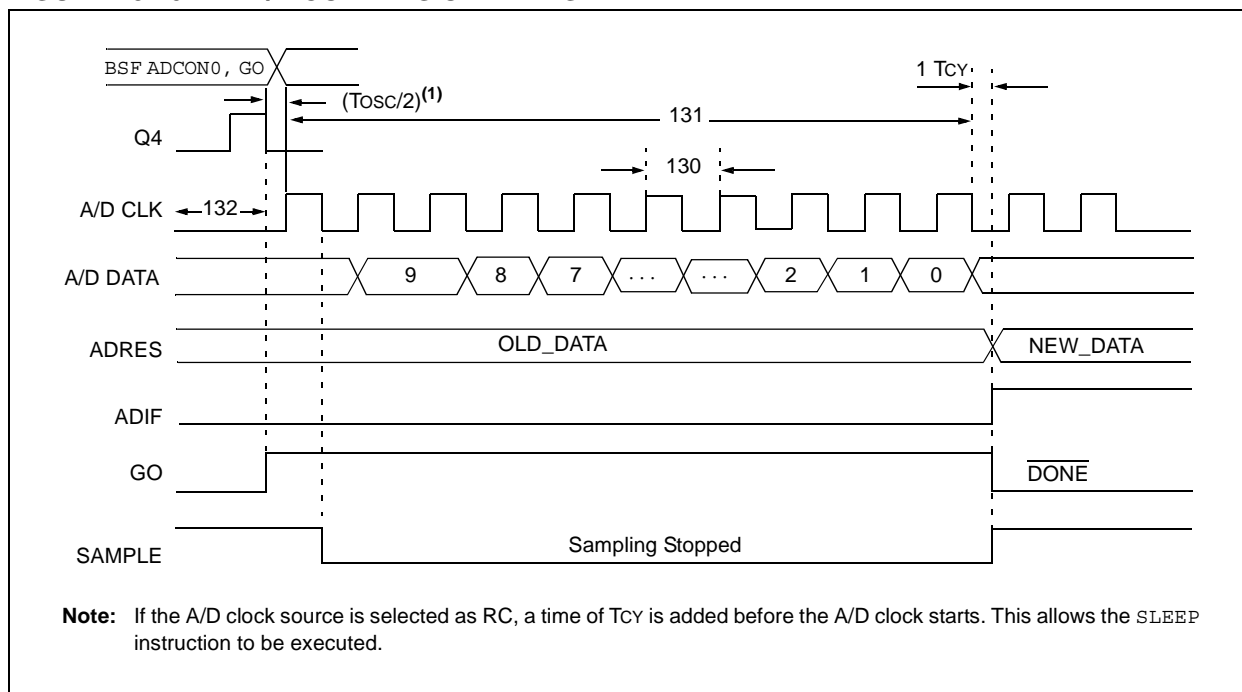 BSF ADCON0, GO
1 TCY
(TOSC/2)(1)
131
Q4
130
A/D CLK
132
A/D DATA
9 8 7 . . . . . . 2 1 0
ADRES
OLD_DATA
NEW_DATA
ADIF
GO
DONE
SAMPLE
Sampling Stopped
Note: If the A/D clock source is selected as RC, a time of TCY is added before the A/D clock starts. This allows the SLEEP
instruction to be executed.